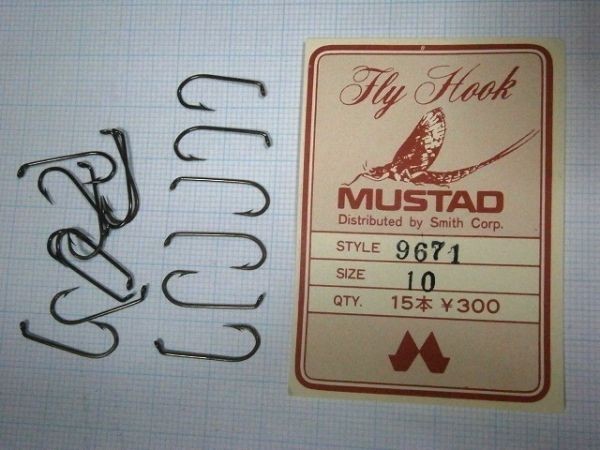 Fly Hook
MUSTAD
Distributed by Smith Corp.
STYLE 9671
SIZE 10
QTY. 15本 ¥300